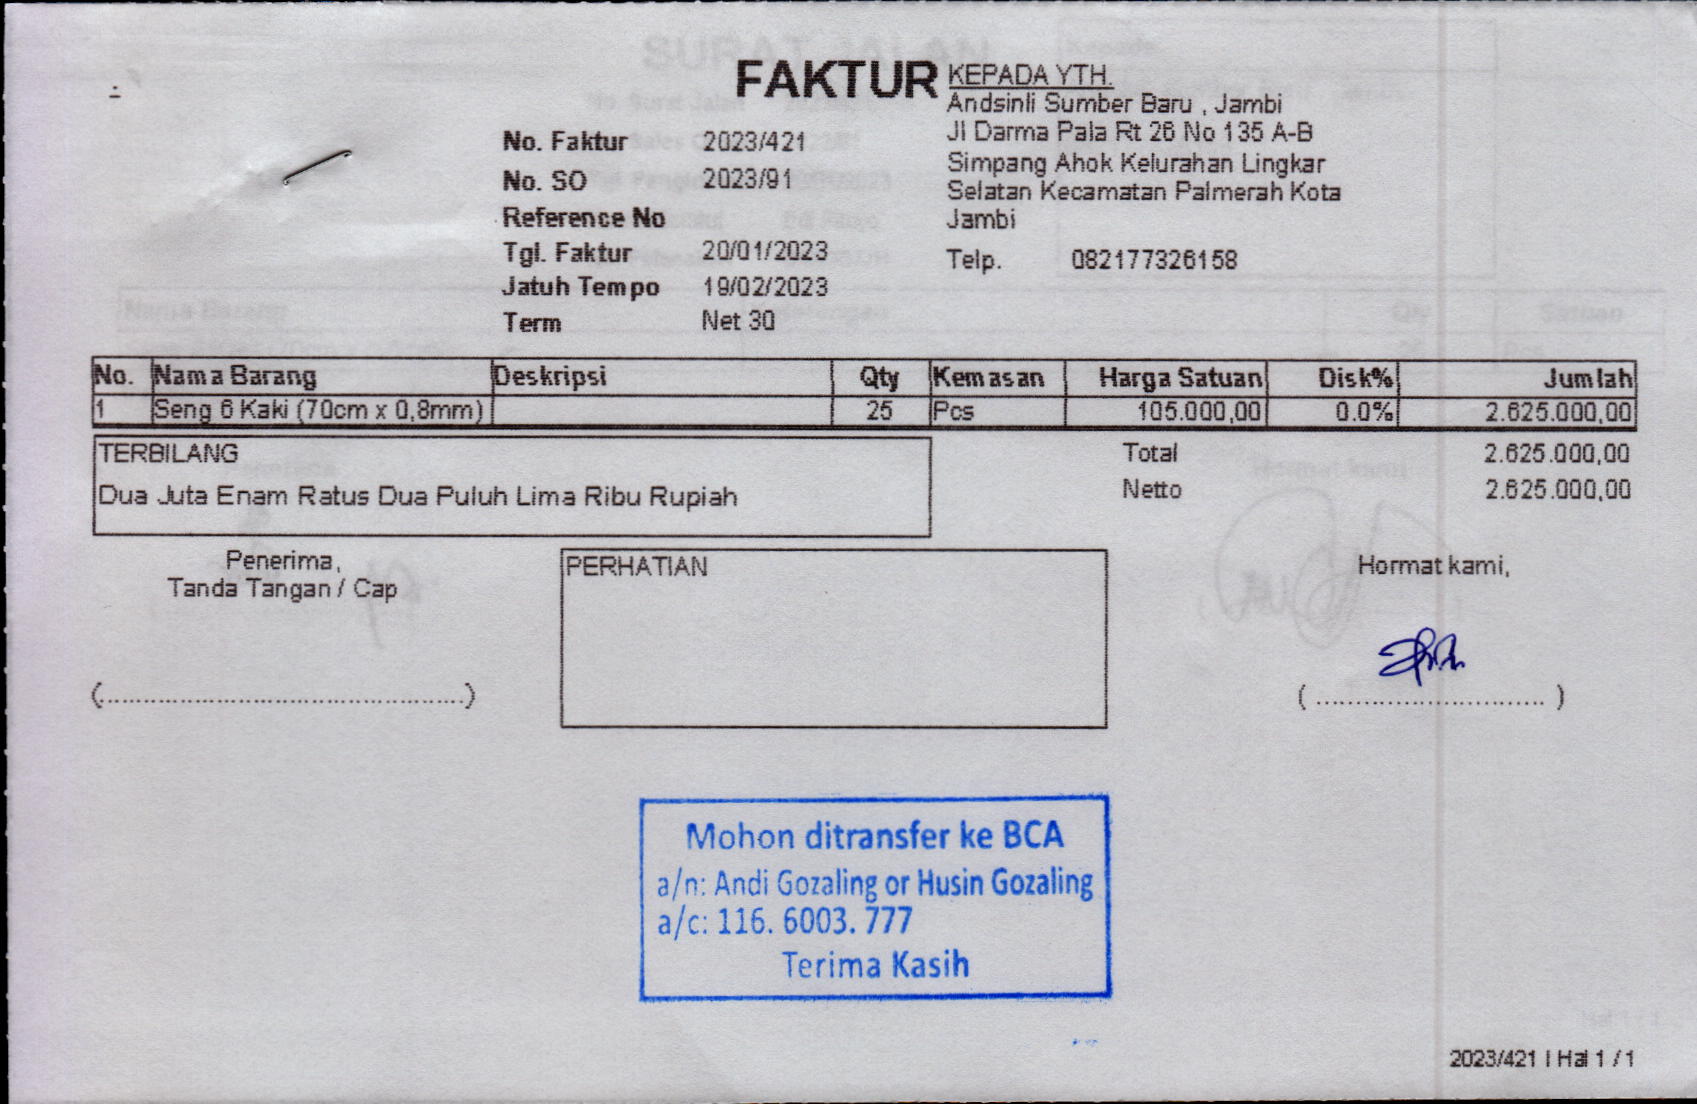 FAKTUR
No. Faktur 2023/421
No. SO 2023/91
Reference No
Tgl. Faktur 20/01/2023
Jatuh Tempo 19/02/2023
Term Net 30
KEPADA YTH.
Andsinli Sumber Baru , Jambi
Jl Darma Pala Rt 26 No 135 A-B
Simpang Ahok Kelurahan Lingkar
Selatan Kecamatan Palmerah Kota
Jambi
Telp. 082177326158
No. Nama Barang Deskripsi Qty Kemasan Harga Satuan Disk% Jumlah
1 Seng 6 Kaki (70cm x 0,8mm) 25 Pcs 105.000,00 0.0% 2.625.000,00
TERBILANG
Dua Juta Enam Ratus Dua Puluh Lima Ribu Rupiah
Total 2.625.000,00
Netto 2.625.000,00
Penerima,
Tanda Tangan / Cap
(................................................)
PERHATIAN
Hormat kami,
( ............................. )
Mohon ditransfer ke BCA
a/n: Andi Gozaling or Husin Gozaling
a/c: 116. 6003. 777
Terima Kasih
2023/421 | Hal 1 / 1